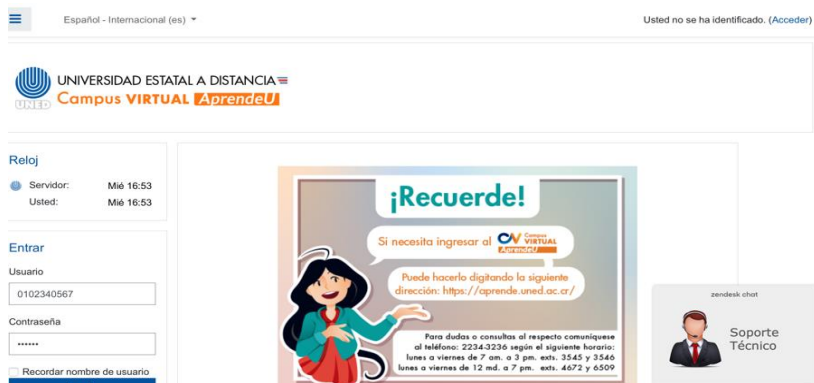 Español - Internacional (es)
Usted no se ha identificado. (Acceder)
UNED
UNIVERSIDAD ESTATAL A DISTANCIA
Campus VIRTUAL AprendeU
Reloj
Servidor: Mié 16:53
Usted: Mié 16:53
Entrar
Usuario
0102340567
Contraseña
••••••
Recordar nombre de usuario
¡Recuerde!
Si necesita ingresar al CV Campus VIRTUAL AprendeU
Puede hacerlo digitando la siguiente
dirección: https://aprende.uned.ac.cr/
Para dudas o consultas al respecto comuníquese
al teléfono: 2234-3236 según el siguiente horario:
lunes a viernes de 7 am. a 3 pm. exts. 3545 y 3546
lunes a viernes de 12 md. a 7 pm. exts. 4672 y 6509
zendesk chat
Soporte
Técnico